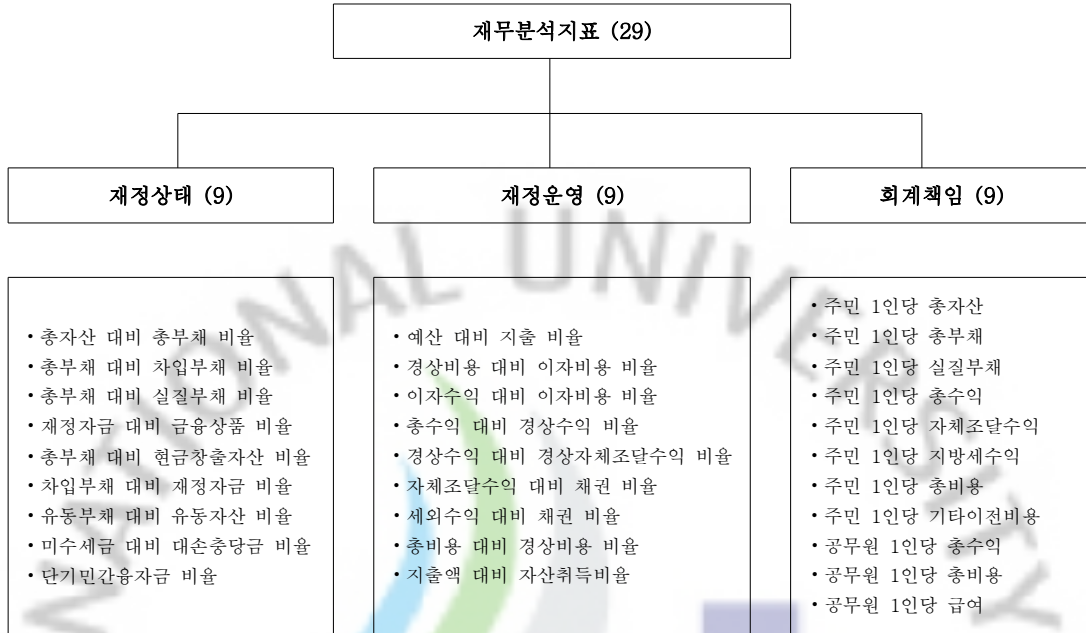 재무분석지표 (29)
재정상태 (9)
재정운영 (9)
회계책임 (9)
• 총자산 대비 총부채 비율
• 총부채 대비 차입부채 비율
• 총부채 대비 실질부채 비율
• 재정자금 대비 금융상품 비율
• 총부채 대비 현금창출자산 비율
• 차입부채 대비 재정자금 비율
• 유동부채 대비 유동자산 비율
• 미수세금 대비 대손충당금 비율
• 단기민간융자금 비율
• 예산 대비 지출 비율
• 경상비용 대비 이자비용 비율
• 이자수익 대비 이자비용 비율
• 총수익 대비 경상수익 비율
• 경상수익 대비 경상자체조달수익 비율
• 자체조달수익 대비 채권 비율
• 세외수익 대비 채권 비율
• 총비용 대비 경상비용 비율
• 지출액 대비 자산취득비율
• 주민 1인당 총자산
• 주민 1인당 총부채
• 주민 1인당 실질부채
• 주민 1인당 총수익
• 주민 1인당 자체조달수익
• 주민 1인당 지방세수익
• 주민 1인당 총비용
• 주민 1인당 기타이전비용
• 공무원 1인당 총수익
• 공무원 1인당 총비용
• 공무원 1인당 급여
NATIONAL UNIVERSITY